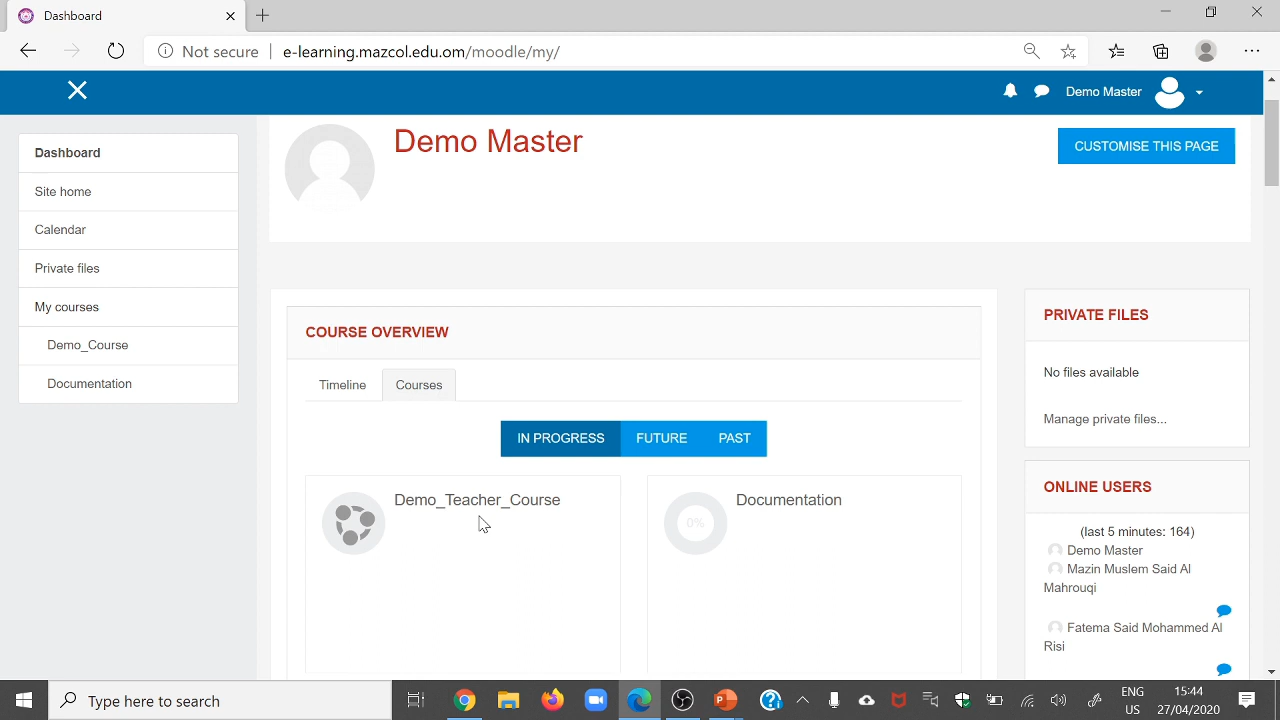 Dashboard
Not secure
e-learning.mazcol.edu.om/moodle/my/
Demo Master
Dashboard
Site home
Calendar
Private files
My courses
Demo_Course
Documentation
Demo Master
CUSTOMISE THIS PAGE
COURSE OVERVIEW
Timeline
Courses
IN PROGRESS
FUTURE
PAST
Demo_Teacher_Course
0%
Documentation
PRIVATE FILES
No files available
Manage private files...
ONLINE USERS
(last 5 minutes: 164)
Demo Master
Mazin Muslem Said Al
Mahrouqi
Fatema Said Mohammed Al
Risi
Type here to search
ENG
US
15:44
27/04/2020